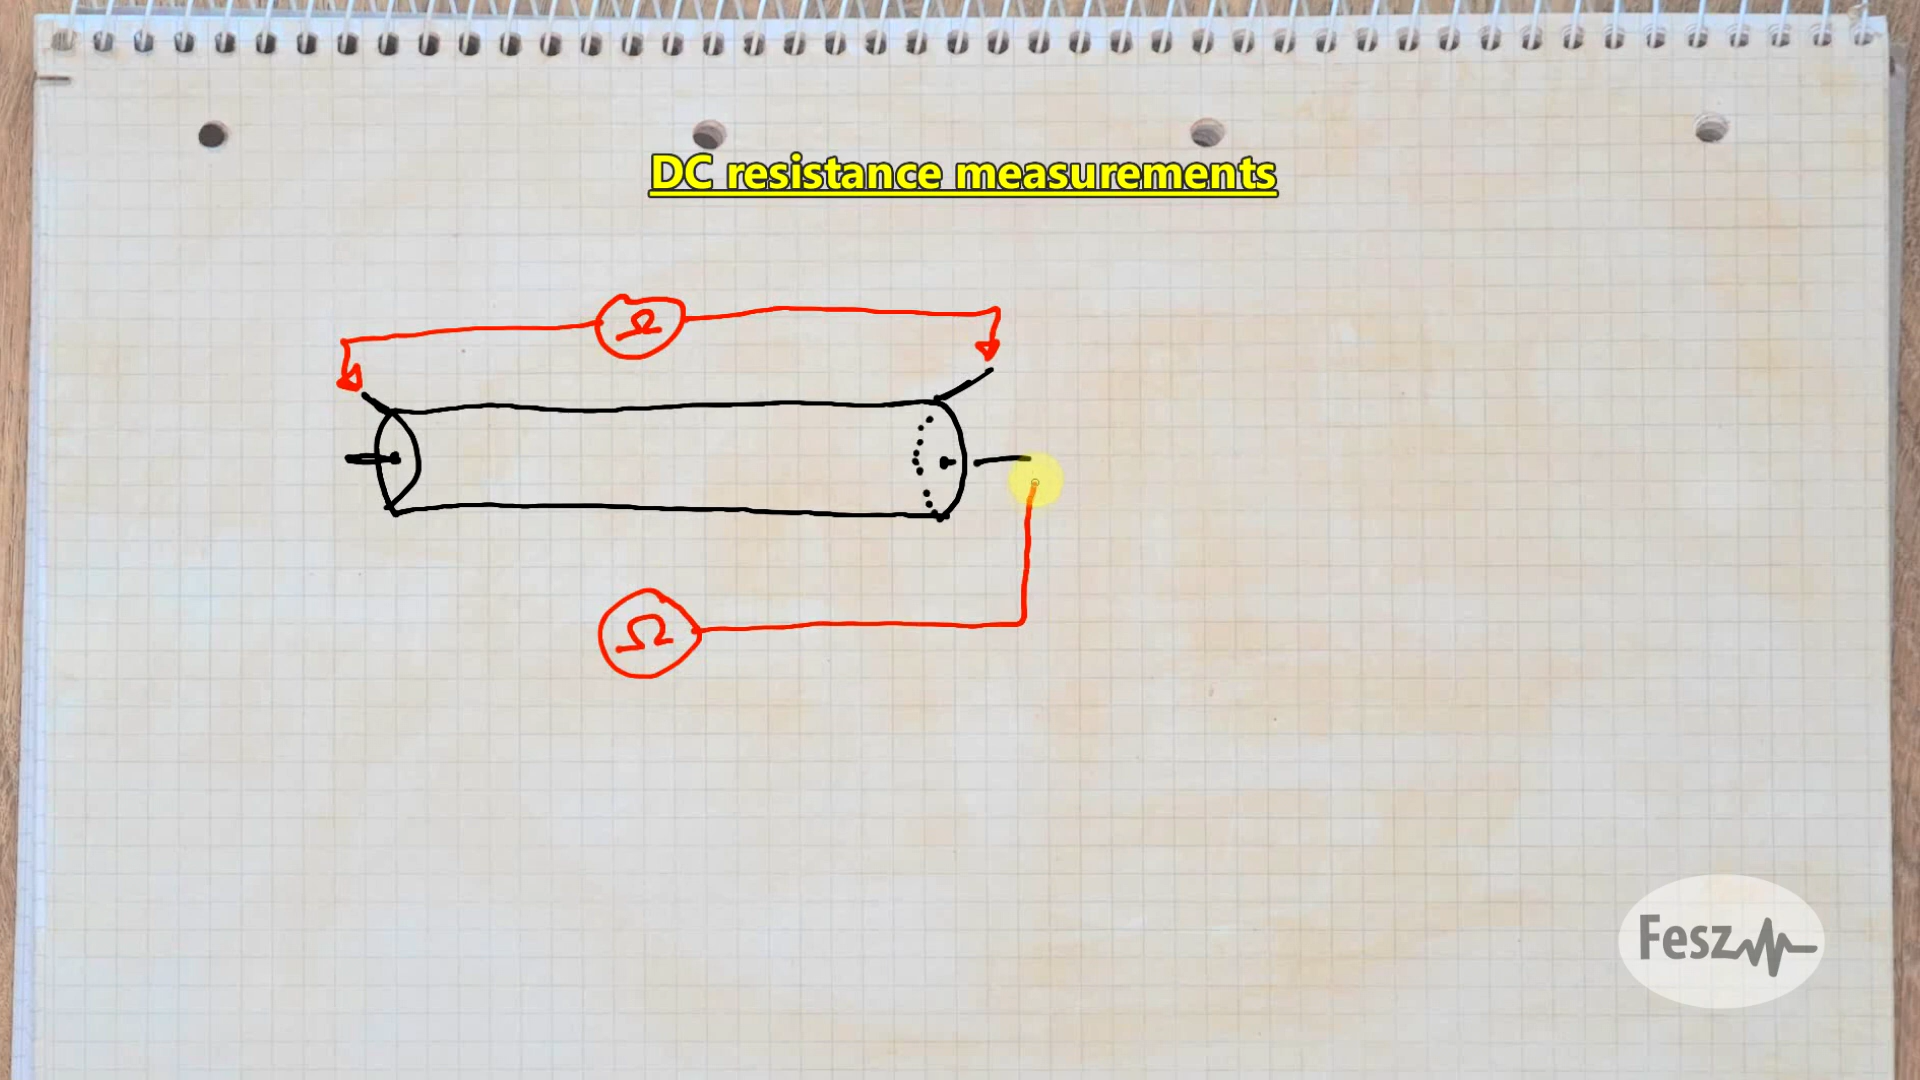 DC resistance measurements
Ω
Ω
Fesz